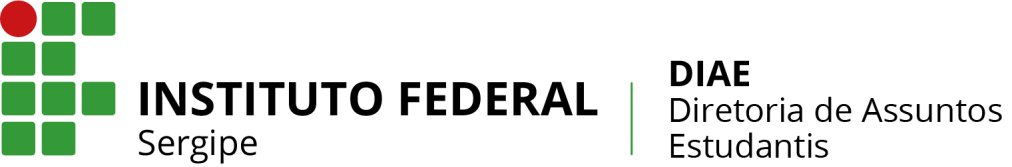 INSTITUTO FEDERAL
Sergipe
DIAE
Diretoria de Assuntos
Estudantis